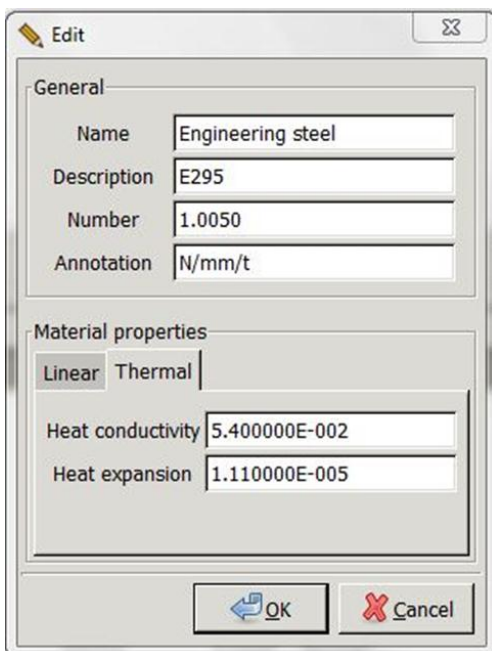 Edit
General
Name Engineering steel
Description E295
Number 1.0050
Annotation N/mm/t
Material properties
Linear Thermal
Heat conductivity 5.400000E-002
Heat expansion 1.110000E-005
OK Cancel